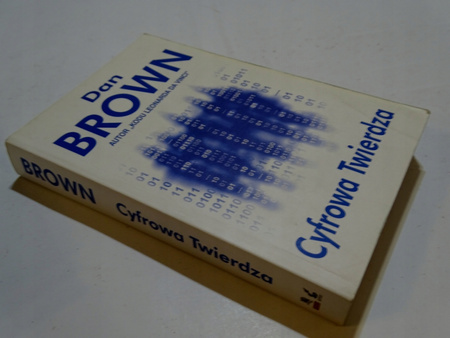 Dan
BROWN
AUTOR „KODU LEONARDA DA VINCI”
Cyfrowa Twierdza
BROWN Cyfrowa Twierdza